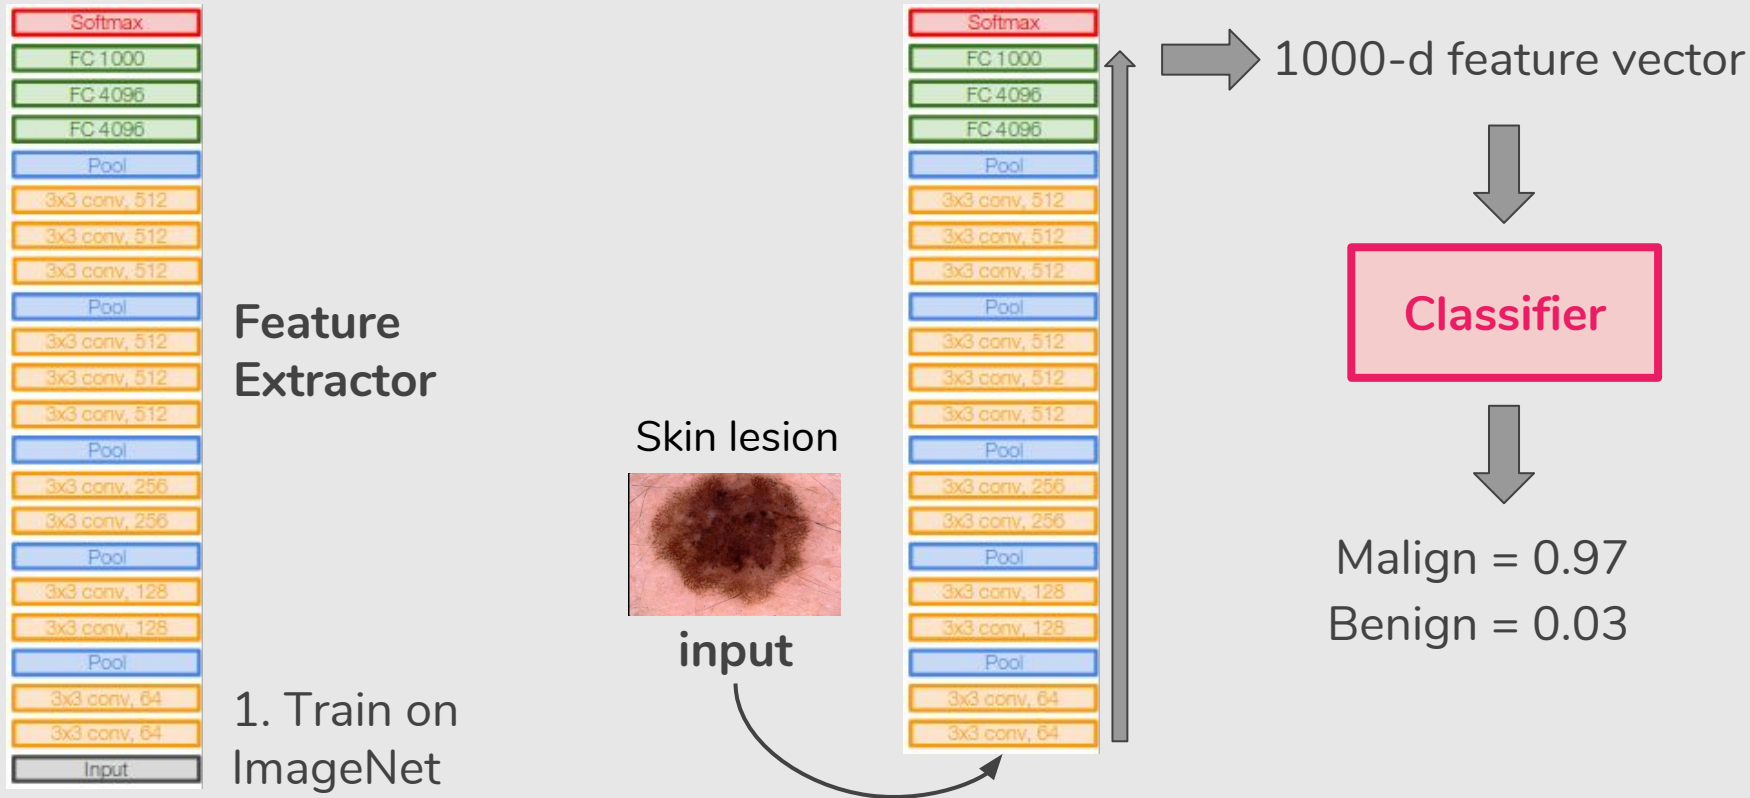 Softmax
FC 1000
FC 4096
FC 4096
Pool
3x3 conv, 512
3x3 conv, 512
3x3 conv, 512
Pool
3x3 conv, 512
3x3 conv, 512
3x3 conv, 512
Pool
3x3 conv, 256
3x3 conv, 256
Pool
3x3 conv, 128
3x3 conv, 128
Pool
3x3 conv, 64
3x3 conv, 64
Input
Feature
Extractor
1. Train on
ImageNet
Skin lesion
input
Softmax
FC 1000
FC 4096
FC 4096
Pool
3x3 conv, 512
3x3 conv, 512
3x3 conv, 512
Pool
3x3 conv, 512
3x3 conv, 512
3x3 conv, 512
Pool
3x3 conv, 256
3x3 conv, 256
Pool
3x3 conv, 128
3x3 conv, 128
Pool
3x3 conv, 64
3x3 conv, 64
1000-d feature vector
Classifier
Malign = 0.97
Benign = 0.03